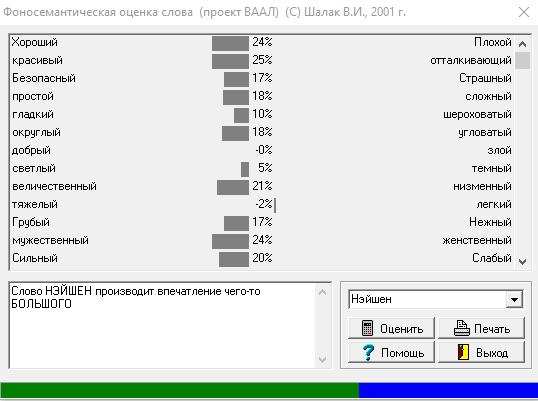 Фоносемантическая оценка слова (проект ВААЛ) (С) Шалак В.И., 2001 г.
Хороший 24% Плохой
красивый 25% отталкивающий
Безопасный 17% Страшный
простой 18% сложный
гладкий 10% шероховатый
округлый 18% угловатый
добрый -0% злой
светлый 5% темный
величественный 21% низменный
тяжелый -2% легкий
Грубый 17% Нежный
мужественный 24% женственный
Сильный 20% Слабый
Слово НЭЙШЕН производит впечатление чего-то
БОЛЬШОГО
Нэйшен
Оценить Печать
? Помощь Выход